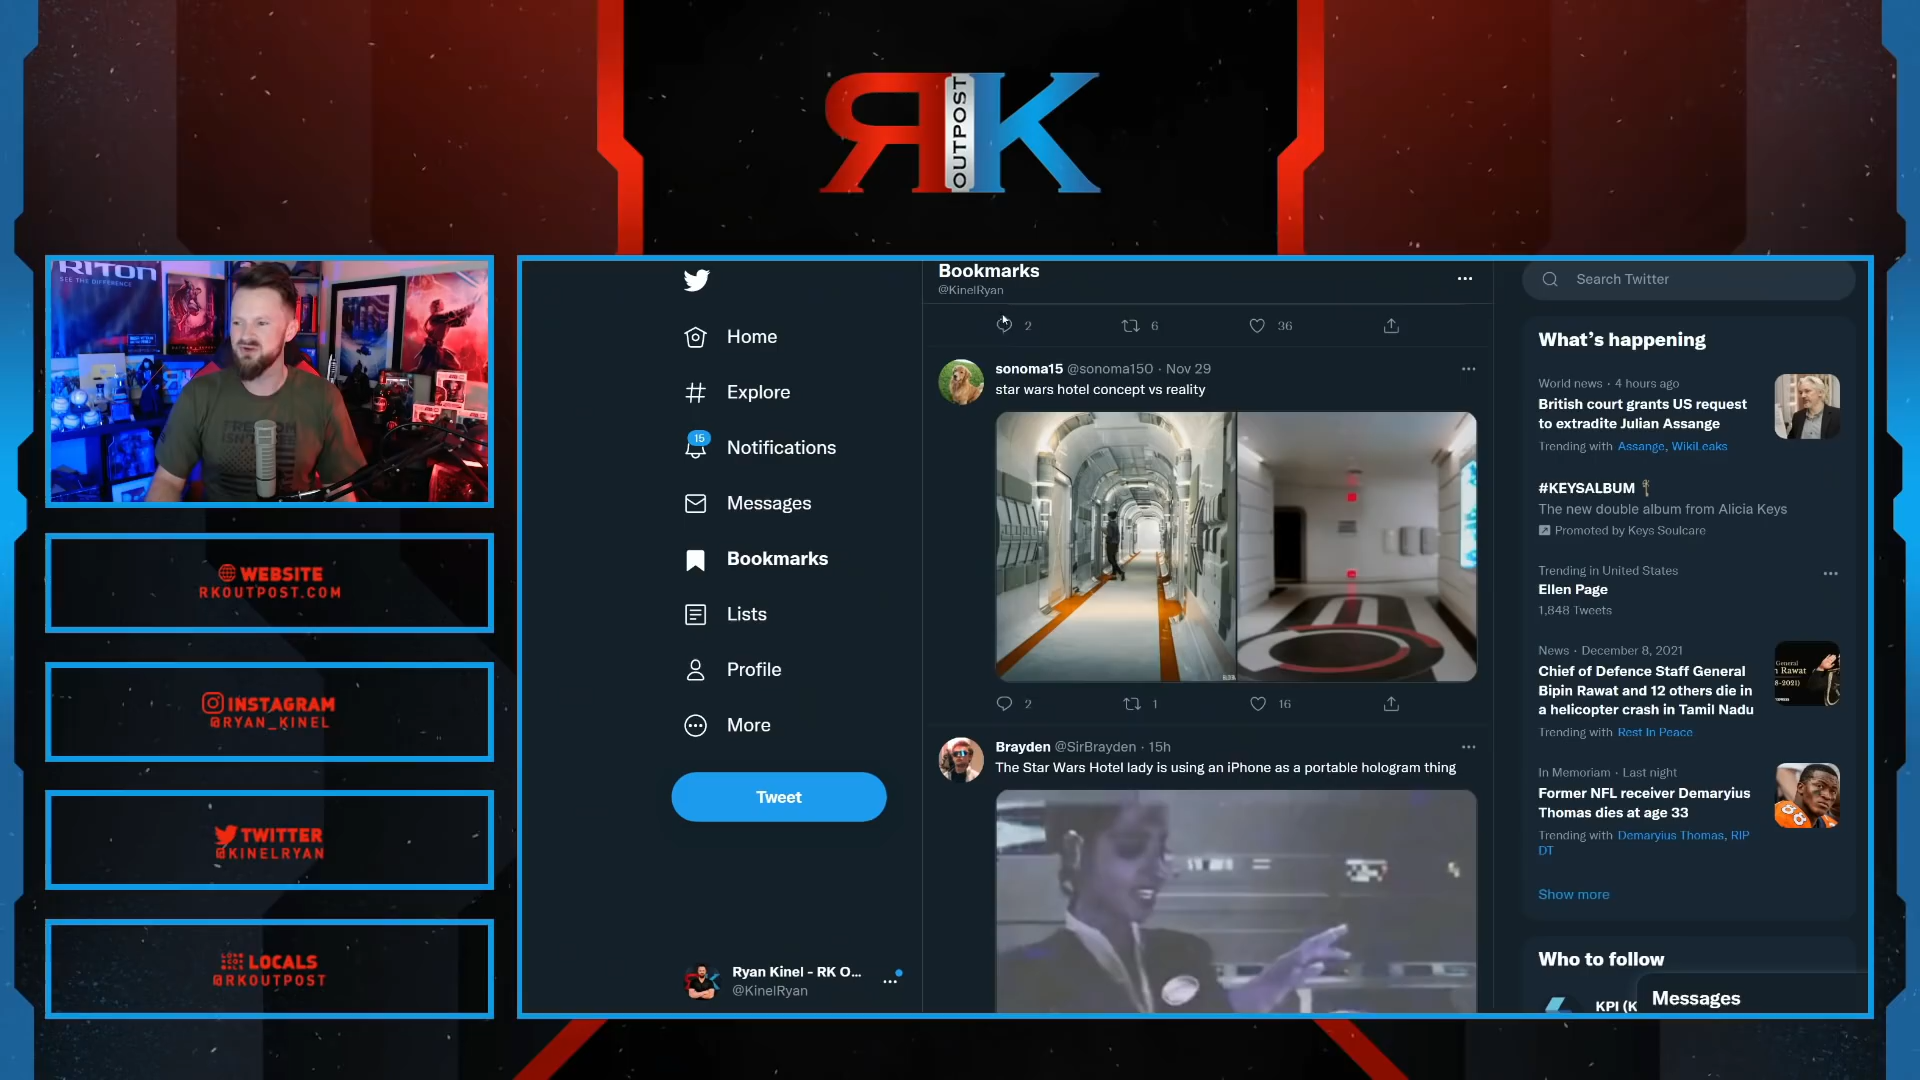 RK
OUTPOST
RITON
SEE THE DIFFERENCE
WEBSITE
RKOUTPOST.COM
INSTAGRAM
@RYAN_KINEL
TWITTER
@KINELRYAN
LOCALS
@RKOUTPOST
Home
Explore
15
Notifications
Messages
Bookmarks
Lists
Profile
More
Tweet
Ryan Kinel - RK O...
@KinelRyan
Bookmarks
@KinelRyan
2 6 36
sonoma15 @sonoma150 · Nov 29
star wars hotel concept vs reality
2 1 16
Brayden @SirBrayden · 15h
The Star Wars Hotel lady is using an iPhone as a portable hologram thing
Search Twitter
What's happening
World news · 4 hours ago
British court grants US request
to extradite Julian Assange
Trending with Assange, WikiLeaks
#KEYSALBUM
The new double album from Alicia Keys
Promoted by Keys Soulcare
Trending in United States
Ellen Page
1,848 Tweets
News · December 8, 2021
Chief of Defence Staff General
Bipin Rawat and 12 others die in
a helicopter crash in Tamil Nadu
Trending with Rest In Peace
In Memoriam · Last night
Former NFL receiver Demaryius
Thomas dies at age 33
Trending with Demaryius Thomas, RIP
DT
Show more
Who to follow
KPI (K
Messages